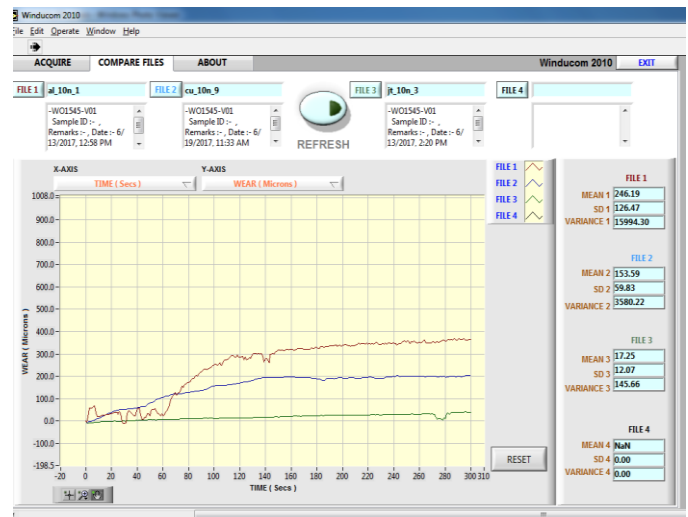 Winducom 2010
File Edit Operate Window Help
ACQUIRE COMPARE FILES ABOUT Winducom 2010 EXIT
FILE 1 al_10n_1 FILE 2 cu_10n_9 FILE 3 jt_10n_3 FILE 4
-WO1545-V01 -WO1545-V01 -WO1545-V01
Sample ID :- , Sample ID :- , Sample ID :- ,
Remarks :- , Date :- 6/ Remarks :- , Date :- 6/ Remarks :- , Date :- 6/
13/2017, 12:58 PM 19/2017, 11:33 AM 13/2017, 2:20 PM
REFRESH
X-AXIS Y-AXIS
TIME ( Secs ) WEAR ( Microns )
FILE 1
FILE 2
FILE 3
FILE 4
1008.0
900.0
800.0
700.0
600.0
500.0
400.0
300.0
200.0
100.0
0.0
-100.0
-198.5
WEAR ( Microns )
-20 0 20 40 60 80 100 120 140 160 180 200 220 240 260 280 300 310
TIME ( Secs )
RESET
FILE 1
MEAN 1 246.19
SD 1 126.47
VARIANCE 1 15994.30
FILE 2
MEAN 2 153.59
SD 2 59.83
VARIANCE 2 3580.22
FILE 3
MEAN 3 17.25
SD 3 12.07
VARIANCE 3 145.66
FILE 4
MEAN 4 NaN
SD 4 0.00
VARIANCE 4 0.00